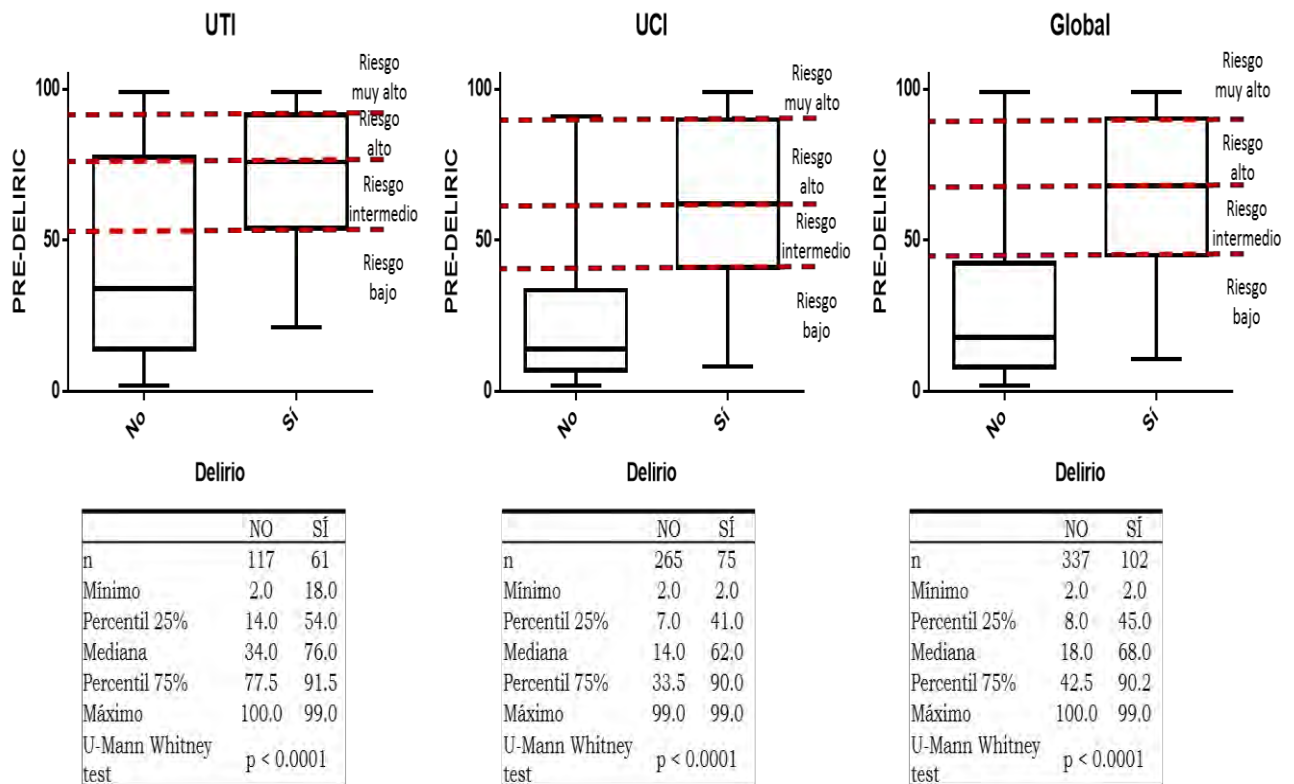 UTI
PRE-DELIRIC
100
50
0
Riesgo
muy alto
Riesgo
alto
Riesgo
intermedio
Riesgo
bajo
No
Sí
Delirio
NO SÍ
n 117 61
Mínimo 2.0 18.0
Percentil 25% 14.0 54.0
Mediana 34.0 76.0
Percentil 75% 77.5 91.5
Máximo 100.0 99.0
U-Mann Whitney
test p < 0.0001
UCI
PRE-DELIRIC
100
50
0
Riesgo
muy alto
Riesgo
alto
Riesgo
intermedio
Riesgo
bajo
No
Sí
Delirio
NO SÍ
n 265 75
Mínimo 2.0 2.0
Percentil 25% 7.0 41.0
Mediana 14.0 62.0
Percentil 75% 33.5 90.0
Máximo 99.0 99.0
U-Mann Whitney
test p < 0.0001
Global
PRE-DELIRIC
100
50
0
Riesgo
muy alto
Riesgo
alto
Riesgo
intermedio
Riesgo
bajo
No
Sí
Delirio
NO SÍ
n 337 102
Mínimo 2.0 2.0
Percentil 25% 8.0 45.0
Mediana 18.0 68.0
Percentil 75% 42.5 90.2
Máximo 100.0 99.0
U-Mann Whitney
test p < 0.0001